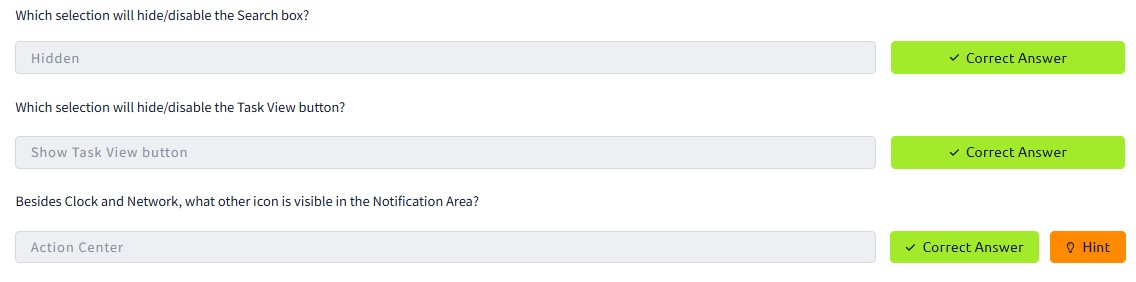 Which selection will hide/disable the Search box?
Hidden
Correct Answer
Which selection will hide/disable the Task View button?
Show Task View button
Correct Answer
Besides Clock and Network, what other icon is visible in the Notification Area?
Action Center
Correct Answer
Hint